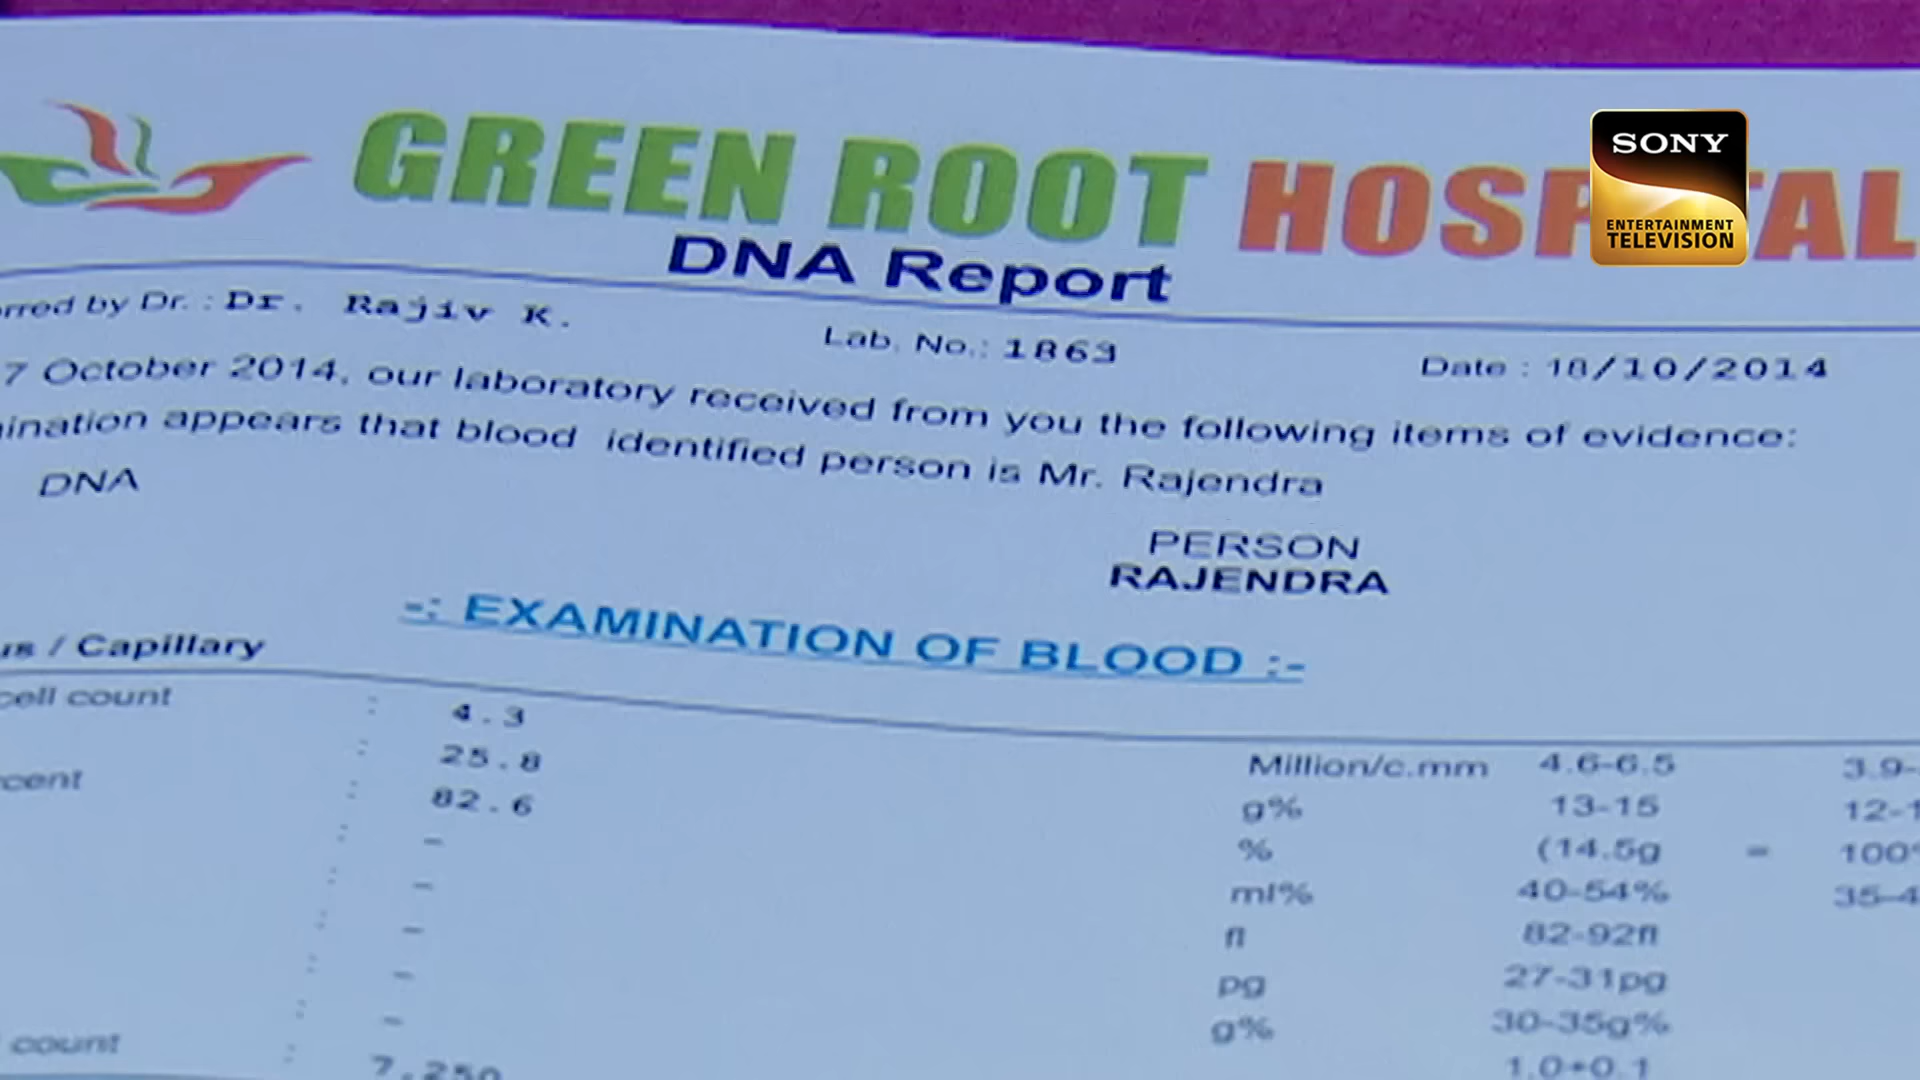 GREEN ROOT HOSP TAL
SONY
ENTERTAINMENT
TELEVISION
DNA Report
rred by Dr. : Dr. Rajiv K.
Lab. No.: 1863
Date : 18/10/2014
7 October 2014, our laboratory received from you the following items of evidence:
ination appears that blood identified person is Mr. Rajendra
DNA
PERSON
RAJENDRA
-: EXAMINATION OF BLOOD :-
us / Capillary
cell count : 4.3 Million/c.mm 4.6-6.5 3.9-
: 25.8 g% 13-15 12-1
rcent : 82.6 % (14.5g = 100%
: - ml% 40-54% 35-4
: - fl 82-92fl
: - pg 27-31pg
: - g% 30-35g%
: - 1.0+0.1
count : 7,250